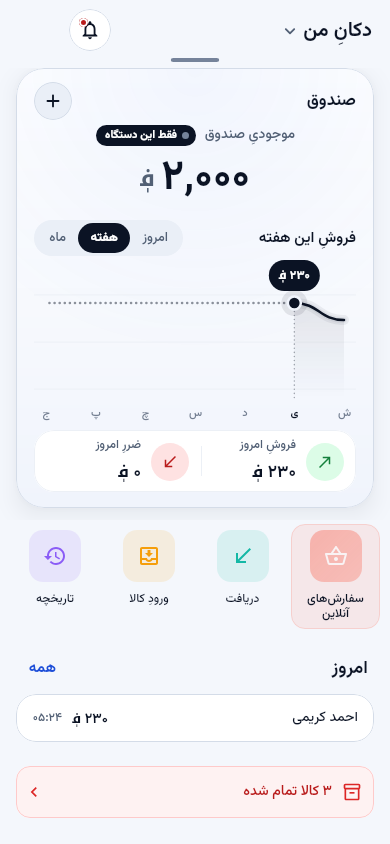 دکانِ من
صندوق
موجودیِ صندوق
فقط این دستگاه
۲,۰۰۰ ؋
فروشِ این هفته
امروز
هفته
ماه
۲۳۰ ؋
ش
ی
د
س
چ
پ
ج
فروشِ امروز
۲۳۰ ؋
ضررِ امروز
۰ ؋
سفارش‌های
آنلاین
دریافت
ورودِ کالا
تاریخچه
امروز
همه
احمد کریمی
۲۳۰ ؋
۰۵:۲۴
۳ کالا تمام شده